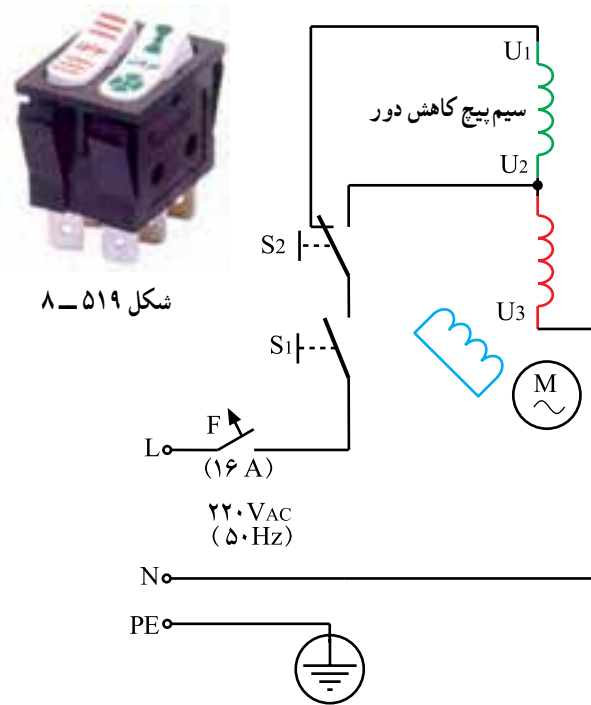 U1
سیم‌پیچ کاهش دور
U2
S2
شکل ۵۱۹ ــ ۸
U3
S1
M
F
L
(۱۶ A)
۲۲۰VAC
(۵۰Hz)
N
PE